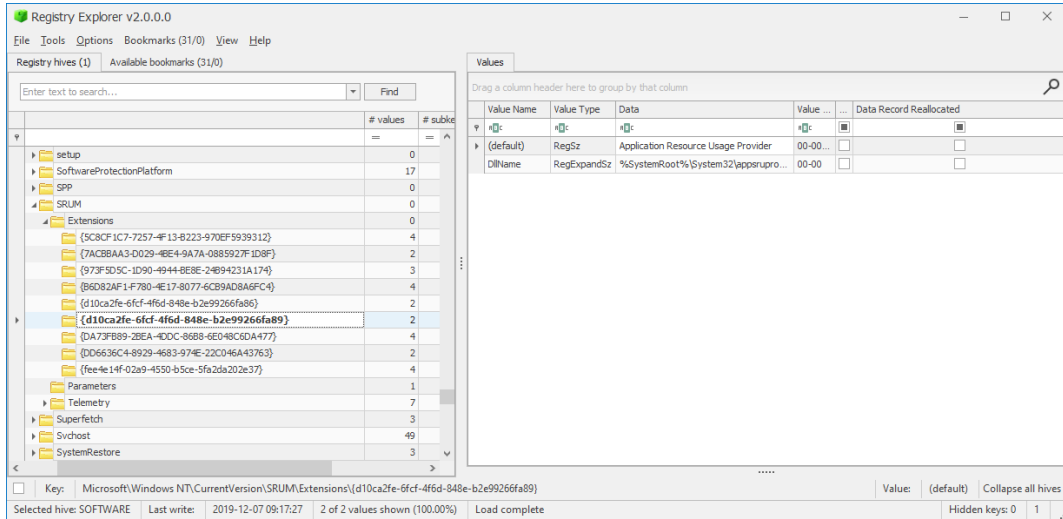 Registry Explorer v2.0.0.0
File Tools Options Bookmarks (31/0) View Help
Registry hives (1) Available bookmarks (31/0)
Enter text to search... Find
# values # subke
= =
setup 0
SoftwareProtectionPlatform 17
SPP 0
SRUM 0
Extensions 0
{5C8CF1C7-7257-4F13-B223-970EF5939312} 4
{7ACBBAA3-D029-4BE4-9A7A-0885927F1D8F} 2
{973F5D5C-1D90-4944-BE8E-24B94231A174} 3
{B6D82AF1-F780-4E17-8077-6CB9AD8A6FC4} 4
{d10ca2fe-6fcf-4f6d-848e-b2e99266fa86} 2
{d10ca2fe-6fcf-4f6d-848e-b2e99266fa89} 2
{DA73FB89-2BEA-4DDC-86B8-6E048C6DA477} 4
{DD6636C4-8929-4683-974E-22C046A43763} 2
{fee4e14f-02a9-4550-b5ce-5fa2da202e37} 4
Parameters 1
Telemetry 7
Superfetch 3
Svchost 49
SystemRestore 3
Values
Drag a column header here to group by that column
Value Name Value Type Data Value ... ... Data Record Reallocated
(default) RegSz Application Resource Usage Provider 00-00...
DllName RegExpandSz %SystemRoot%\System32\appsrupro... 00-00
Key: Microsoft\Windows NT\CurrentVersion\SRUM\Extensions\{d10ca2fe-6fcf-4f6d-848e-b2e99266fa89} Value: (default) Collapse all hives
Selected hive: SOFTWARE Last write: 2019-12-07 09:17:27 2 of 2 values shown (100.00%) Load complete Hidden keys: 0 1